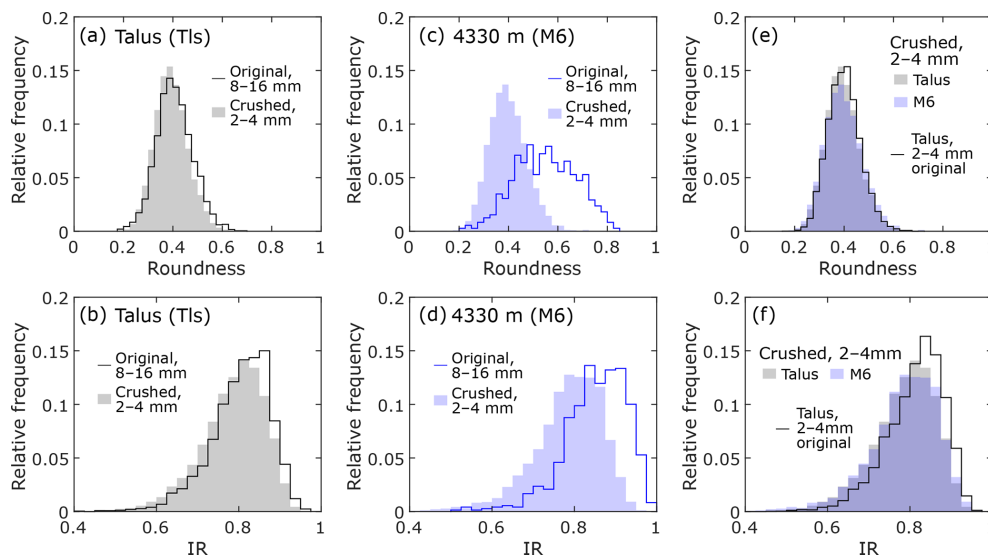 (a) Talus (Tls)
Original,
8–16 mm
Crushed,
2–4 mm
Relative frequency
0.2
0.15
0.1
0.05
0
0 0.2 0.4 0.6 0.8 1
Roundness
(c) 4330 m (M6)
Original,
8–16 mm
Crushed,
2–4 mm
Relative frequency
0.2
0.15
0.1
0.05
0
0 0.2 0.4 0.6 0.8 1
Roundness
(e)
Crushed,
2–4 mm
Talus
M6
Talus,
2–4 mm
original
Relative frequency
0.2
0.15
0.1
0.05
0
0 0.2 0.4 0.6 0.8 1
Roundness
(b) Talus (Tls)
Original,
8–16 mm
Crushed,
2–4 mm
Relative frequency
0.2
0.15
0.1
0.05
0
0.4 0.6 0.8 1
IR
(d) 4330 m (M6)
Original,
8–16 mm
Crushed,
2–4 mm
Relative frequency
0.2
0.15
0.1
0.05
0
0.4 0.6 0.8 1
IR
(f)
Crushed, 2–4mm
Talus M6
Talus,
2–4mm
original
Relative frequency
0.2
0.15
0.1
0.05
0
0.4 0.6 0.8
IR